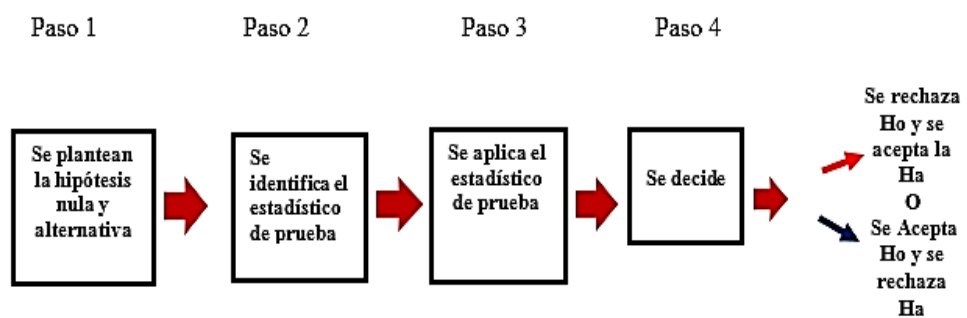 Paso 1
Paso 2
Paso 3
Paso 4
Se plantean
la hipótesis
nula y
alternativa
Se
identifica el
estadístico
de prueba
Se aplica el
estadístico
de prueba
Se decide
Se rechaza
Ho y se
acepta la
Ha
O
Se Acepta
Ho y se
rechaza
Ha